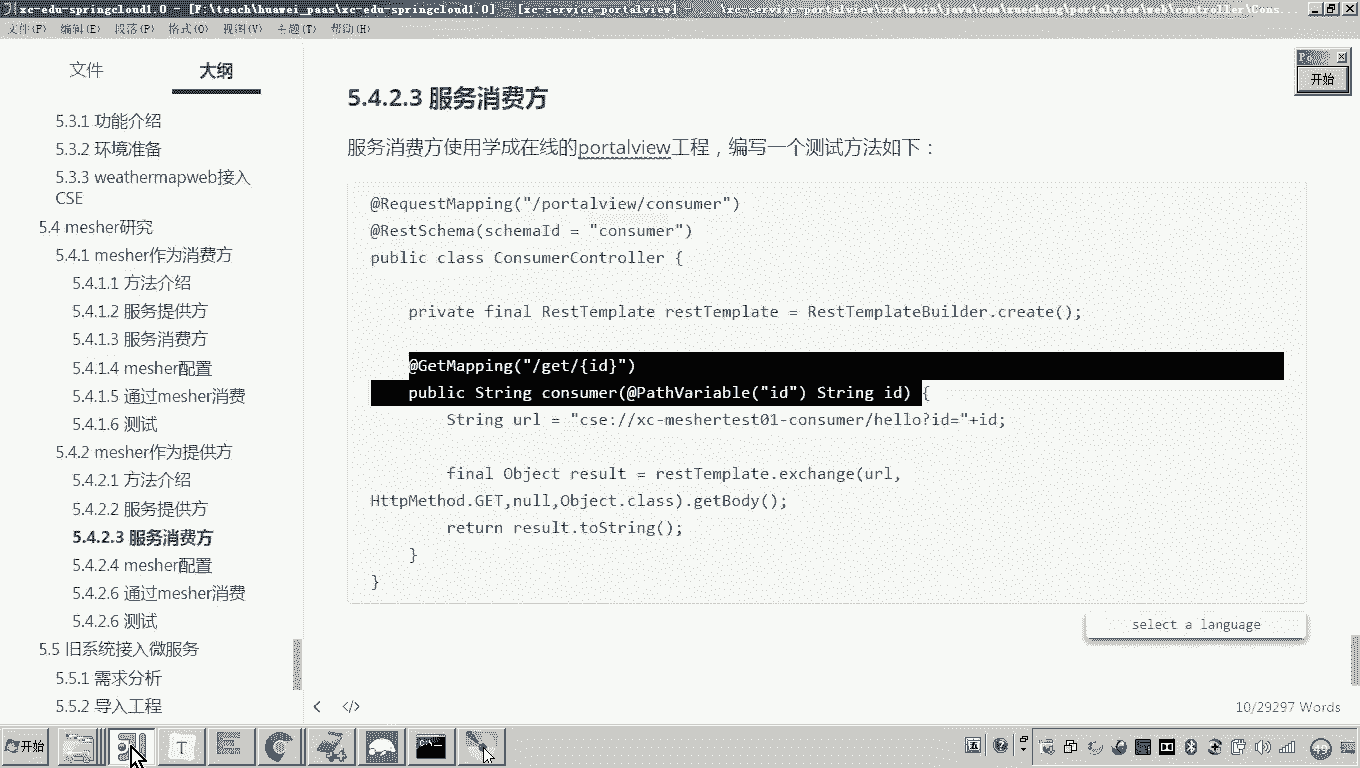 xc-edu-springcloud1.0 - [F:\teach\huawei_paas\xc-edu-springcloud1.0] - [xc-service-portalview] - ...\xc-service-portalview\src\main\java\com\xuecheng\portalview\web\controller\Cons...
文件(F) 编辑(E) 段落(P) 格式(O) 视图(V) 主题(T) 帮助(H)
文件 大纲
开始
5.3.1 功能介绍
5.3.2 环境准备
5.3.3 weathermapweb接入
CSE
5.4 mesher研究
5.4.1 mesher作为消费方
5.4.1.1 方法介绍
5.4.1.2 服务提供方
5.4.1.3 服务消费方
5.4.1.4 mesher配置
5.4.1.5 通过mesher消费
5.4.1.6 测试
5.4.2 mesher作为提供方
5.4.2.1 方法介绍
5.4.2.2 服务提供方
5.4.2.3 服务消费方
5.4.2.4 mesher配置
5.4.2.6 通过mesher消费
5.4.2.6 测试
5.5 旧系统接入微服务
5.5.1 需求分析
5.5.2 导入工程
5.4.2.3 服务消费方
服务消费方使用学成在线的portalview工程，编写一个测试方法如下：
@RequestMapping("/portalview/consumer")
@RestSchema(schemaId = "consumer")
public class ConsumerController {
private final RestTemplate restTemplate = RestTemplateBuilder.create();
@GetMapping("/get/{id}")
public String consumer(@PathVariable("id") String id) {
String url = "cse://xc-meshertest01-consumer/hello?id="+id;
final Object result = restTemplate.exchange(url,
HttpMethod.GET,null,Object.class).getBody();
return result.toString();
}
}
select a language
10/29297 Words
开始